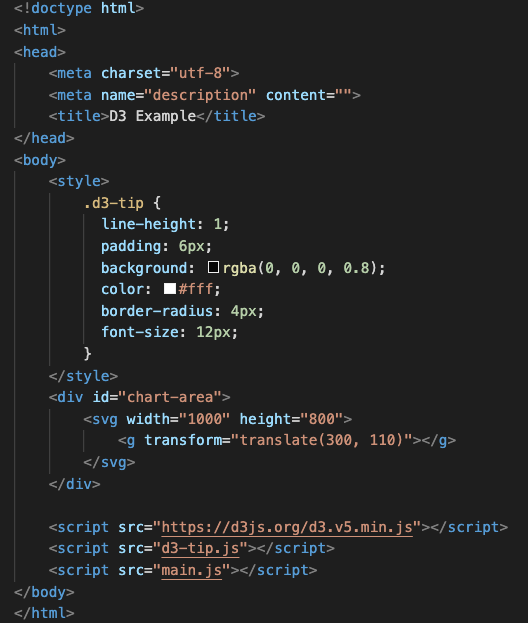 <!doctype html>
<html>
<head>
    <meta charset="utf-8">
    <meta name="description" content="">
    <title>D3 Example</title>
</head>
<body>
    <style>
        .d3-tip {
          line-height: 1;
          padding: 6px;
          background: rgba(0, 0, 0, 0.8);
          color: #fff;
          border-radius: 4px;
          font-size: 12px;
        }
    </style>
    <div id="chart-area">
        <svg width="1000" height="800">
            <g transform="translate(300, 110)"></g>
        </svg>
    </div>

    <script src="https://d3js.org/d3.v5.min.js"></script>
    <script src="d3-tip.js"></script>
    <script src="main.js"></script>
</body>
</html>